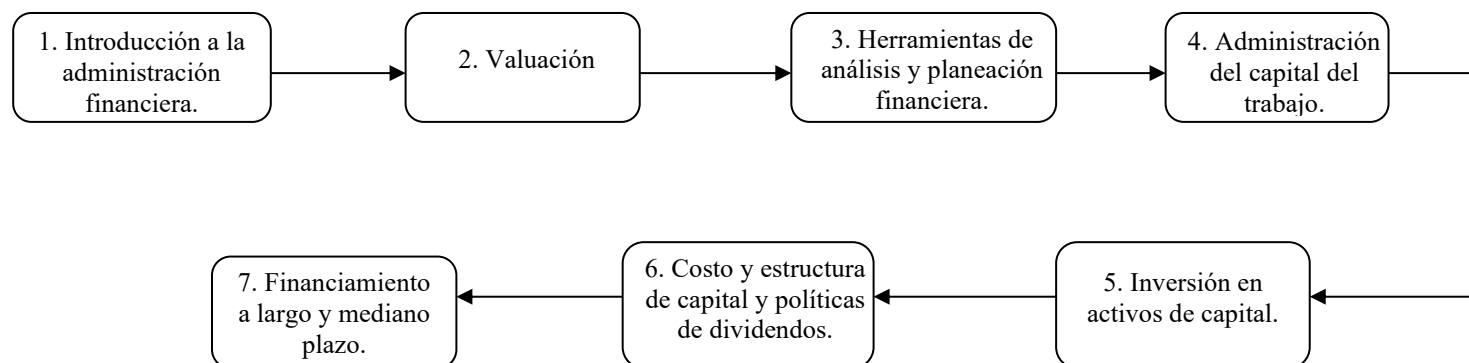 1. Introducción a la
administración
financiera.
2. Valuación
3. Herramientas de
análisis y planeación
financiera.
4. Administración
del capital del
trabajo.
5. Inversión en
activos de capital.
6. Costo y estructura
de capital y políticas
de dividendos.
7. Financiamiento
a largo y mediano
plazo.